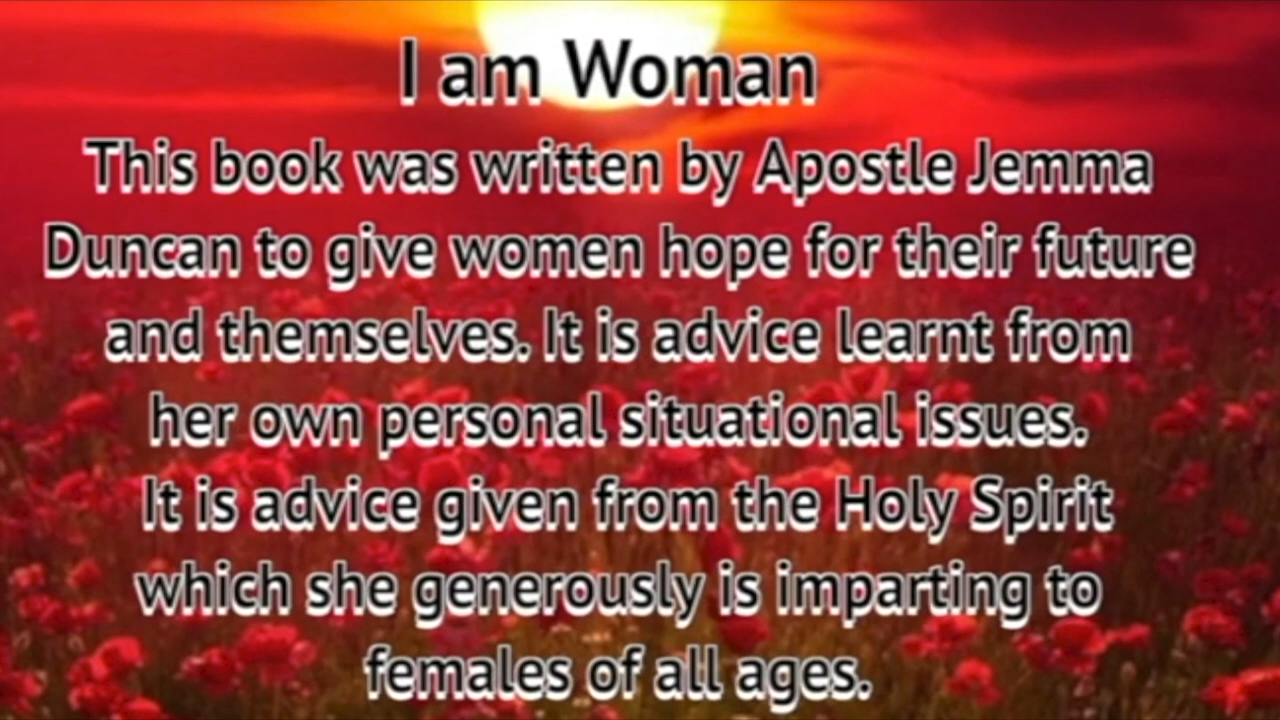 I am Woman
This book was written by Apostle Jemma
Duncan to give women hope for their future
and themselves. It is advice learnt from
her own personal situational issues.
It is advice given from the Holy Spirit
which she generously is imparting to
females of all ages.